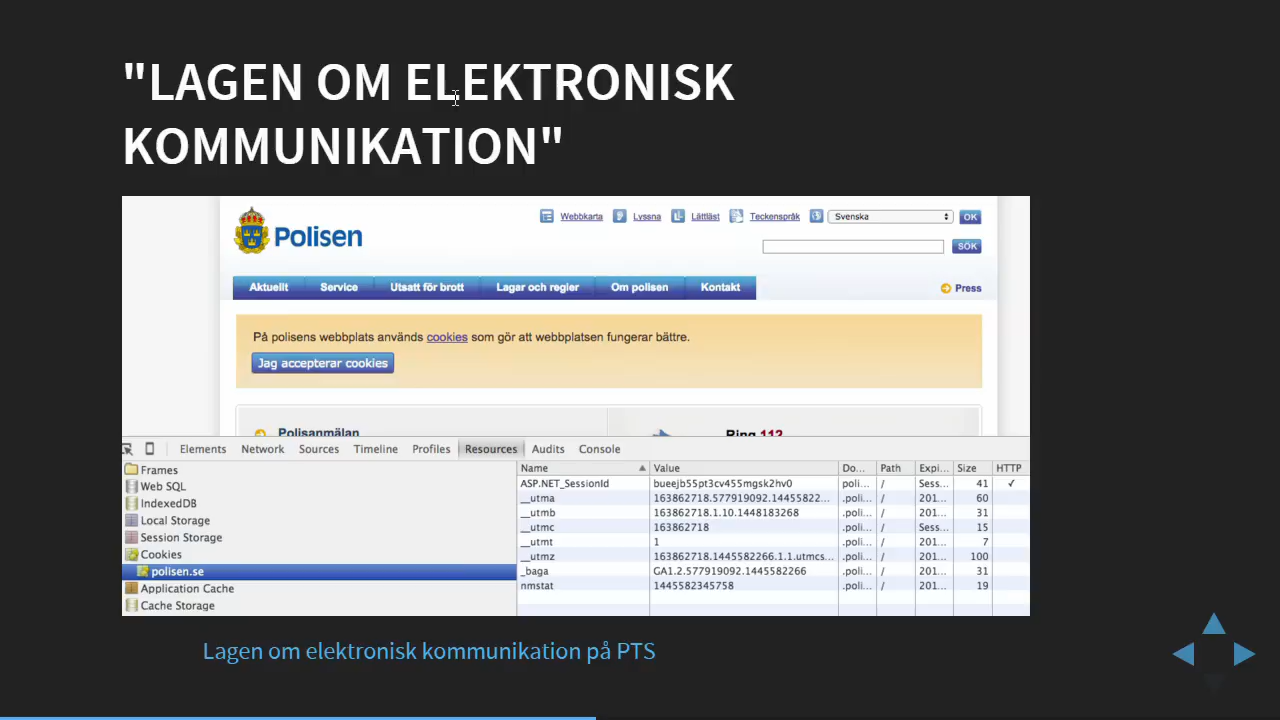 "LAGEN OM ELEKTRONISK
KOMMUNIKATION"
Polisen
Webbkarta Lyssna Lättläst Teckenspråk Svenska OK
SÖK
Aktuellt Service Utsatt för brott Lagar och regler Om polisen Kontakt Press
På polisens webbplats används cookies som gör att webbplatsen fungerar bättre.
Jag accepterar cookies
Polisanmälan Ring 112
Elements Network Sources Timeline Profiles Resources Audits Console
Frames
Web SQL
IndexedDB
Local Storage
Session Storage
Cookies
polisen.se
Application Cache
Cache Storage
Name Value Do... Path Expi... Size HTTP
ASP.NET_SessionId bueejb55pt3cv455mgsk2hv0 poli... / Sess... 41 ✓
__utma 163862718.577919092.14455822... .poli... / 201... 60
__utmb 163862718.1.10.1448183268 .poli... / 201... 31
__utmc 163862718 .poli... / Sess... 15
__utmt 1 .poli... / 201... 7
__utmz 163862718.1445582266.1.1.utmcs... .poli... / 201... 100
_baga GA1.2.577919092.1445582266 .poli... / 201... 31
nmstat 1445582345758 .poli... / 201... 19
Lagen om elektronisk kommunikation på PTS